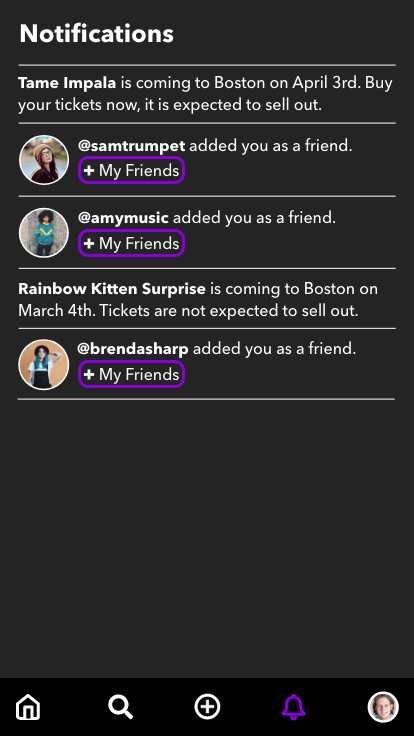 Notifications
Tame Impala is coming to Boston on April 3rd. Buy
your tickets now, it is expected to sell out.
@samtrumpet added you as a friend.
+ My Friends
@amymusic added you as a friend.
+ My Friends
Rainbow Kitten Surprise is coming to Boston on
March 4th. Tickets are not expected to sell out.
@brendasharp added you as a friend.
+ My Friends